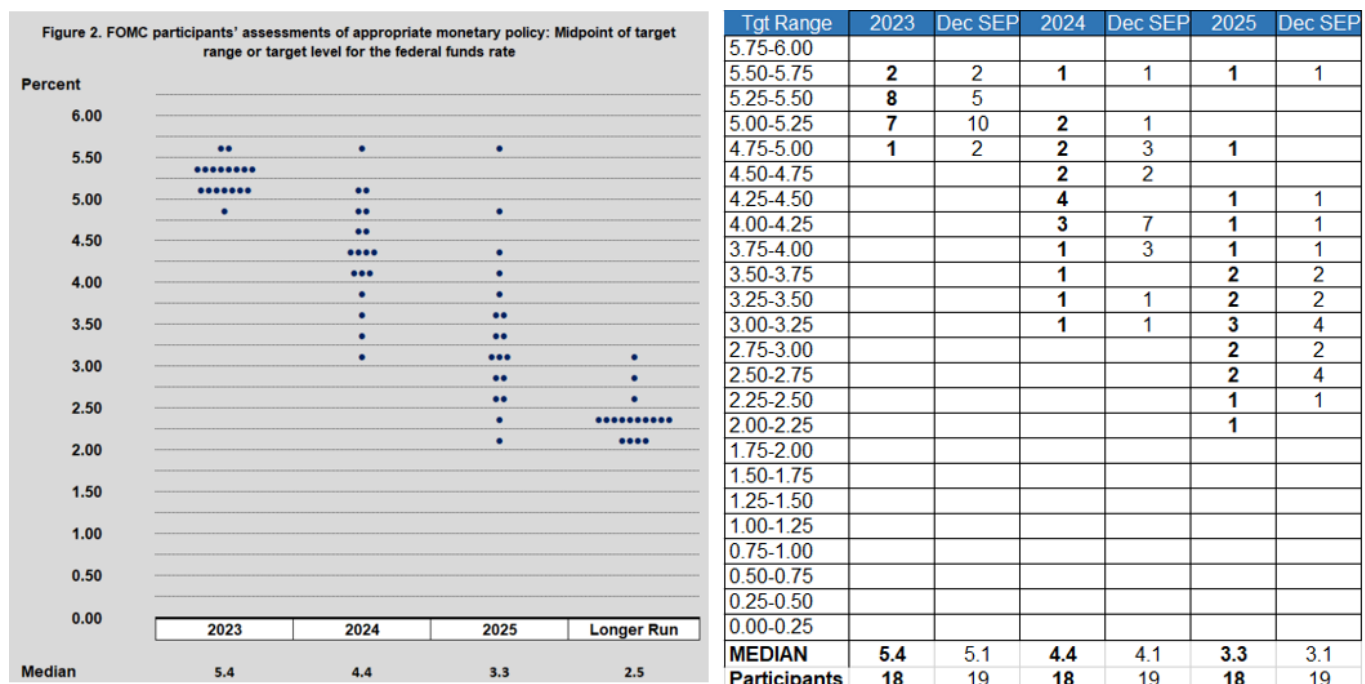 Figure 2. FOMC participants' assessments of appropriate monetary policy: Midpoint of target
range or target level for the federal funds rate
Percent
6.00
5.50
5.00
4.50
4.00
3.50
3.00
2.50
2.00
1.50
1.00
0.50
0.00
2023 2024 2025 Longer Run
Median 5.4 4.4 3.3 2.5
Tgt Range 2023 Dec SEP 2024 Dec SEP 2025 Dec SEP
5.75-6.00
5.50-5.75 2 2 1 1 1 1
5.25-5.50 8 5
5.00-5.25 7 10 2 1
4.75-5.00 1 2 2 3 1
4.50-4.75 2 2
4.25-4.50 4 1 1
4.00-4.25 3 7 1 1
3.75-4.00 1 3 1 1
3.50-3.75 1 2 2
3.25-3.50 1 1 2 2
3.00-3.25 1 1 3 4
2.75-3.00 2 2
2.50-2.75 2 4
2.25-2.50 1 1
2.00-2.25 1
1.75-2.00
1.50-1.75
1.25-1.50
1.00-1.25
0.75-1.00
0.50-0.75
0.25-0.50
0.00-0.25
MEDIAN 5.4 5.1 4.4 4.1 3.3 3.1
Participants 18 19 18 19 18 19